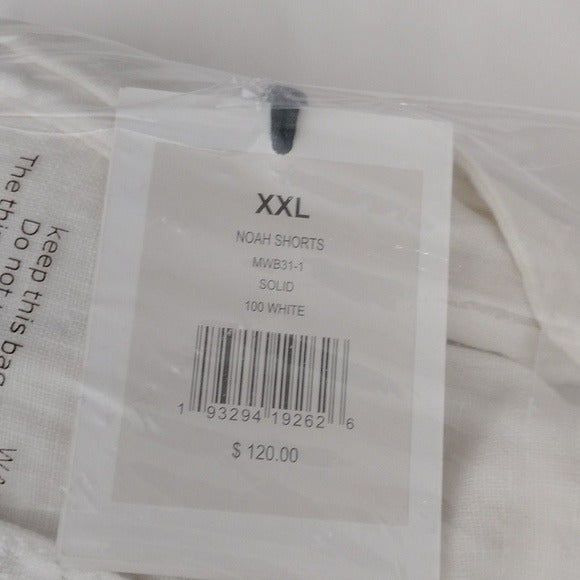 XXL
NOAH SHORTS
MWB31-1
SOLID
100 WHITE
1 93294 19262 6
$ 120.00
keep this bag
Do not
The thi